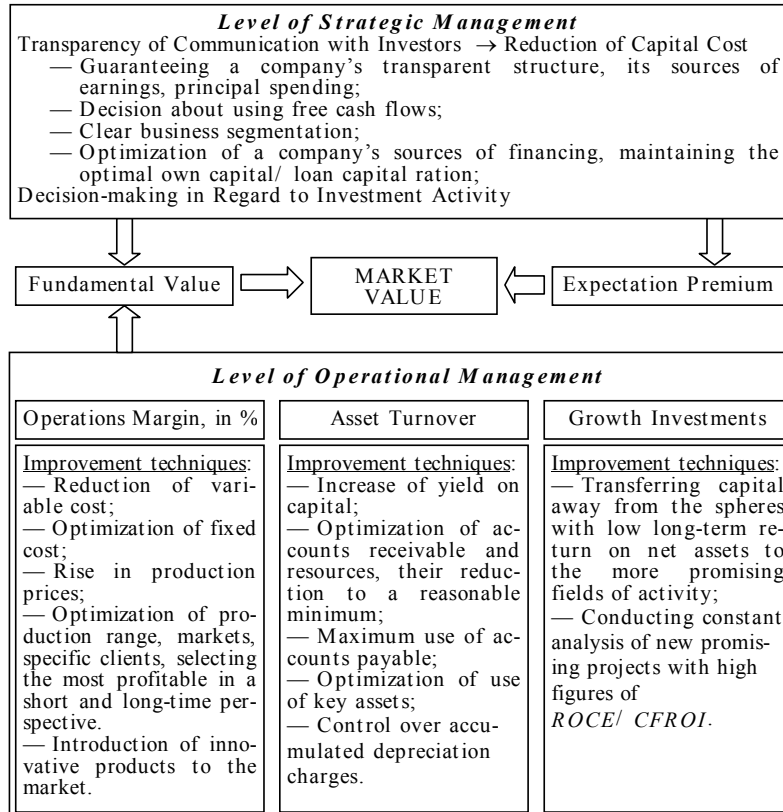 Level of Strategic Management
Transparency of Communication with Investors → Reduction of Capital Cost
— Guaranteeing a company's transparent structure, its sources of
earnings, principal spending;
— Decision about using free cash flows;
— Clear business segmentation;
— Optimization of a company's sources of financing, maintaining the
optimal own capital/ loan capital ration;
Decision-making in Regard to Investment Activity
Fundamental Value
MARKET
VALUE
Expectation Premium
Level of Operational Management
Operations Margin, in %
Improvement techniques:
— Reduction of vari-
able cost;
— Optimization of fixed
cost;
— Rise in production
prices;
— Optimization of pro-
duction range, markets,
specific clients, selecting
the most profitable in a
short and long-time per-
spective.
— Introduction of inno-
vative products to the
market.
Asset Turnover
Improvement techniques:
— Increase of yield on
capital;
— Optimization of ac-
counts receivable and
resources, their reduc-
tion to a reasonable
minimum;
— Maximum use of ac-
counts payable;
— Optimization of use
of key assets;
— Control over accu-
mulated depreciation
charges.
Growth Investments
Improvement techniques:
— Transferring capital
away from the spheres
with low long-term re-
turn on net assets to
the more promising
fields of activity;
— Conducting constant
analysis of new promis-
ing projects with high
figures of
ROCE/ CFROI.